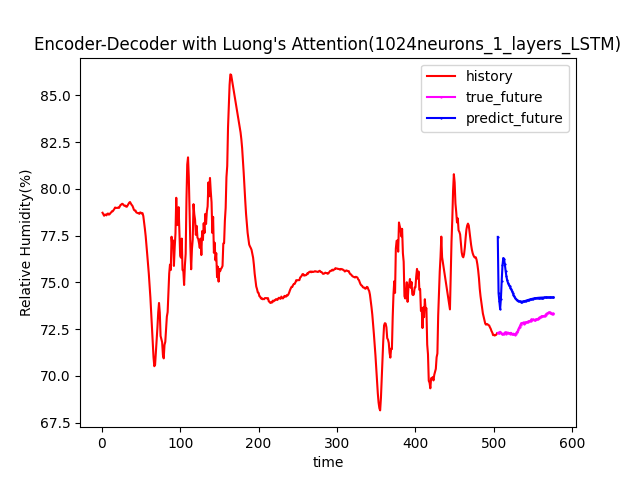 Encoder-Decoder with Luong's Attention(1024neurons_1_layers_LSTM)
history
true_future
predict_future
Relative Humidity(%)
85.0
82.5
80.0
77.5
75.0
72.5
70.0
67.5
0 100 200 300 400 500 600
time